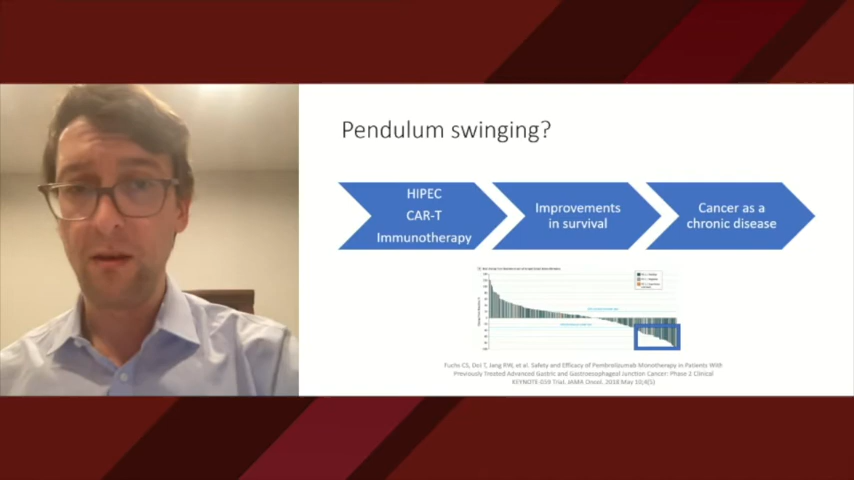 Pendulum swinging?
HIPEC
CAR-T
Immunotherapy
Improvements
in survival
Cancer as a
chronic disease
Fuchs CS, Doi T, Jang RW, et al. Safety and Efficacy of Pembrolizumab Monotherapy in Patients With
Previously Treated Advanced Gastric and Gastroesophageal Junction Cancer: Phase 2 Clinical
KEYNOTE-059 Trial. JAMA Oncol. 2018 May 10;4(5)